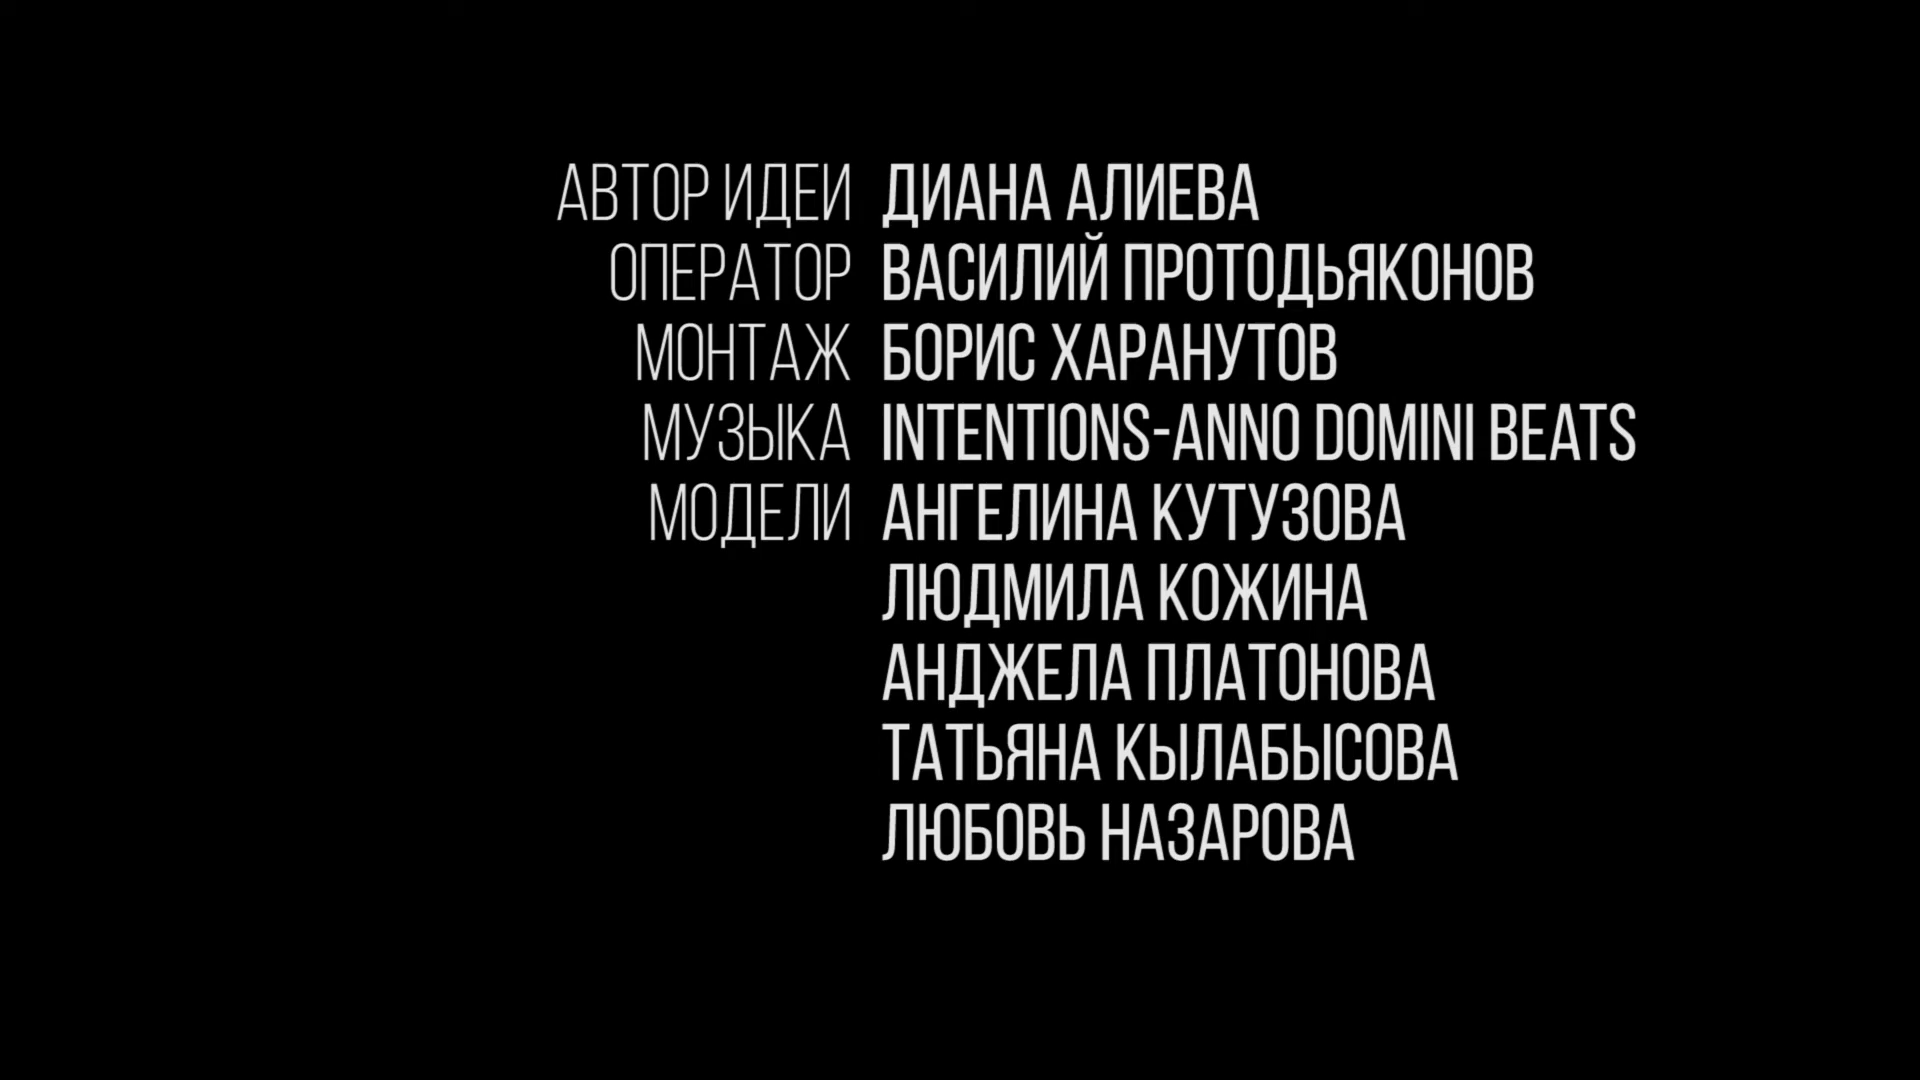 АВТОР ИДЕИ ДИАНА АЛИЕВА
ОПЕРАТОР ВАСИЛИЙ ПРОТОДЬЯКОНОВ
МОНТАЖ БОРИС ХАРАНУТОВ
МУЗЫКА INTENTIONS-ANNO DOMINI BEATS
МОДЕЛИ АНГЕЛИНА КУТУЗОВА
ЛЮДМИЛА КОЖИНА
АНДЖЕЛА ПЛАТОНОВА
ТАТЬЯНА КЫЛАБЫСОВА
ЛЮБОВЬ НАЗАРОВА